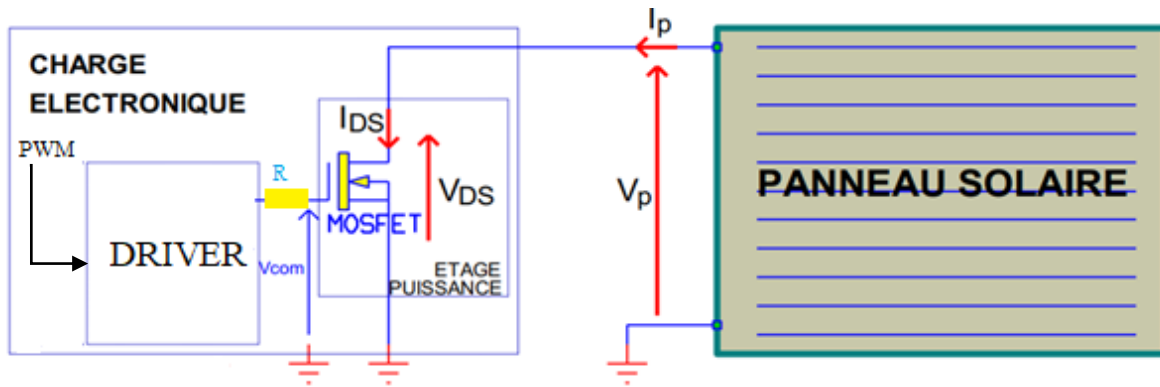 CHARGE
ELECTRONIQUE
PWM
DRIVER
R
Vcom
IDS
VDS
MOSFET
ETAGE
PUISSANCE
Ip
Vp
PANNEAU SOLAIRE